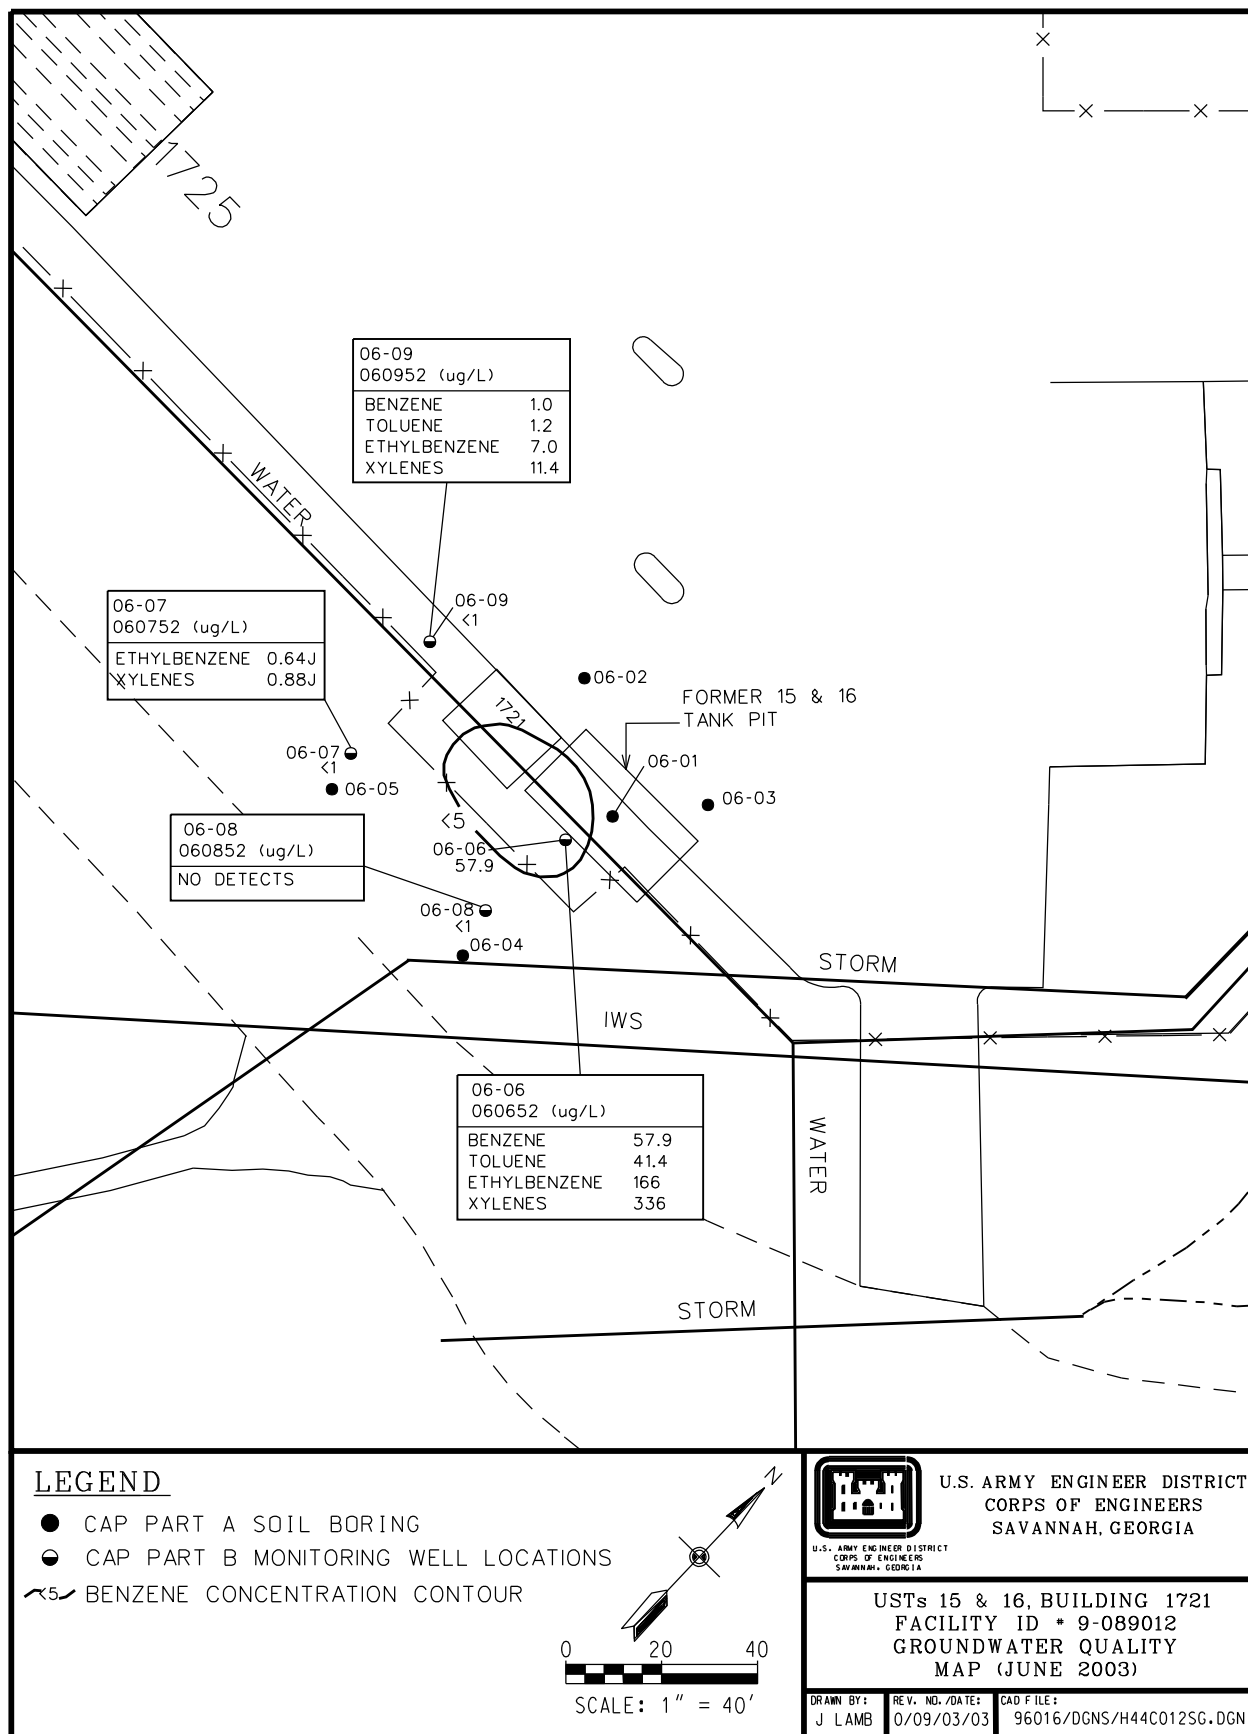 1725
WATER
06-09
060952 (ug/L)
BENZENE 1.0
TOLUENE 1.2
ETHYLBENZENE 7.0
XYLENES 11.4
06-07
060752 (ug/L)
ETHYLBENZENE 0.64J
XYLENES 0.88J
06-09
<1
06-02
FORMER 15 & 16
TANK PIT
1721
06-07
<1
06-05
06-01
06-03
<5
06-08
060852 (ug/L)
NO DETECTS
06-06
57.9
06-08
<1
06-04
STORM
IWS
06-06
060652 (ug/L)
BENZENE 57.9
TOLUENE 41.4
ETHYLBENZENE 166
XYLENES 336
WATER
STORM
LEGEND
CAP PART A SOIL BORING
CAP PART B MONITORING WELL LOCATIONS
<5 BENZENE CONCENTRATION CONTOUR
N
0 20 40
SCALE: 1" = 40'
U.S. ARMY ENGINEER DISTRICT
CORPS OF ENGINEERS
SAVANNAH, GEORGIA
U.S. ARMY ENGINEER DISTRICT
CORPS OF ENGINEERS
SAVANNAH, GEORGIA
USTs 15 & 16, BUILDING 1721
FACILITY ID * 9-089012
GROUNDWATER QUALITY
MAP (JUNE 2003)
DRAWN BY:
J LAMB
REV. NO./DATE:
0/09/03/03
CAD FILE:
96016/DGNS/H44C012SG.DGN